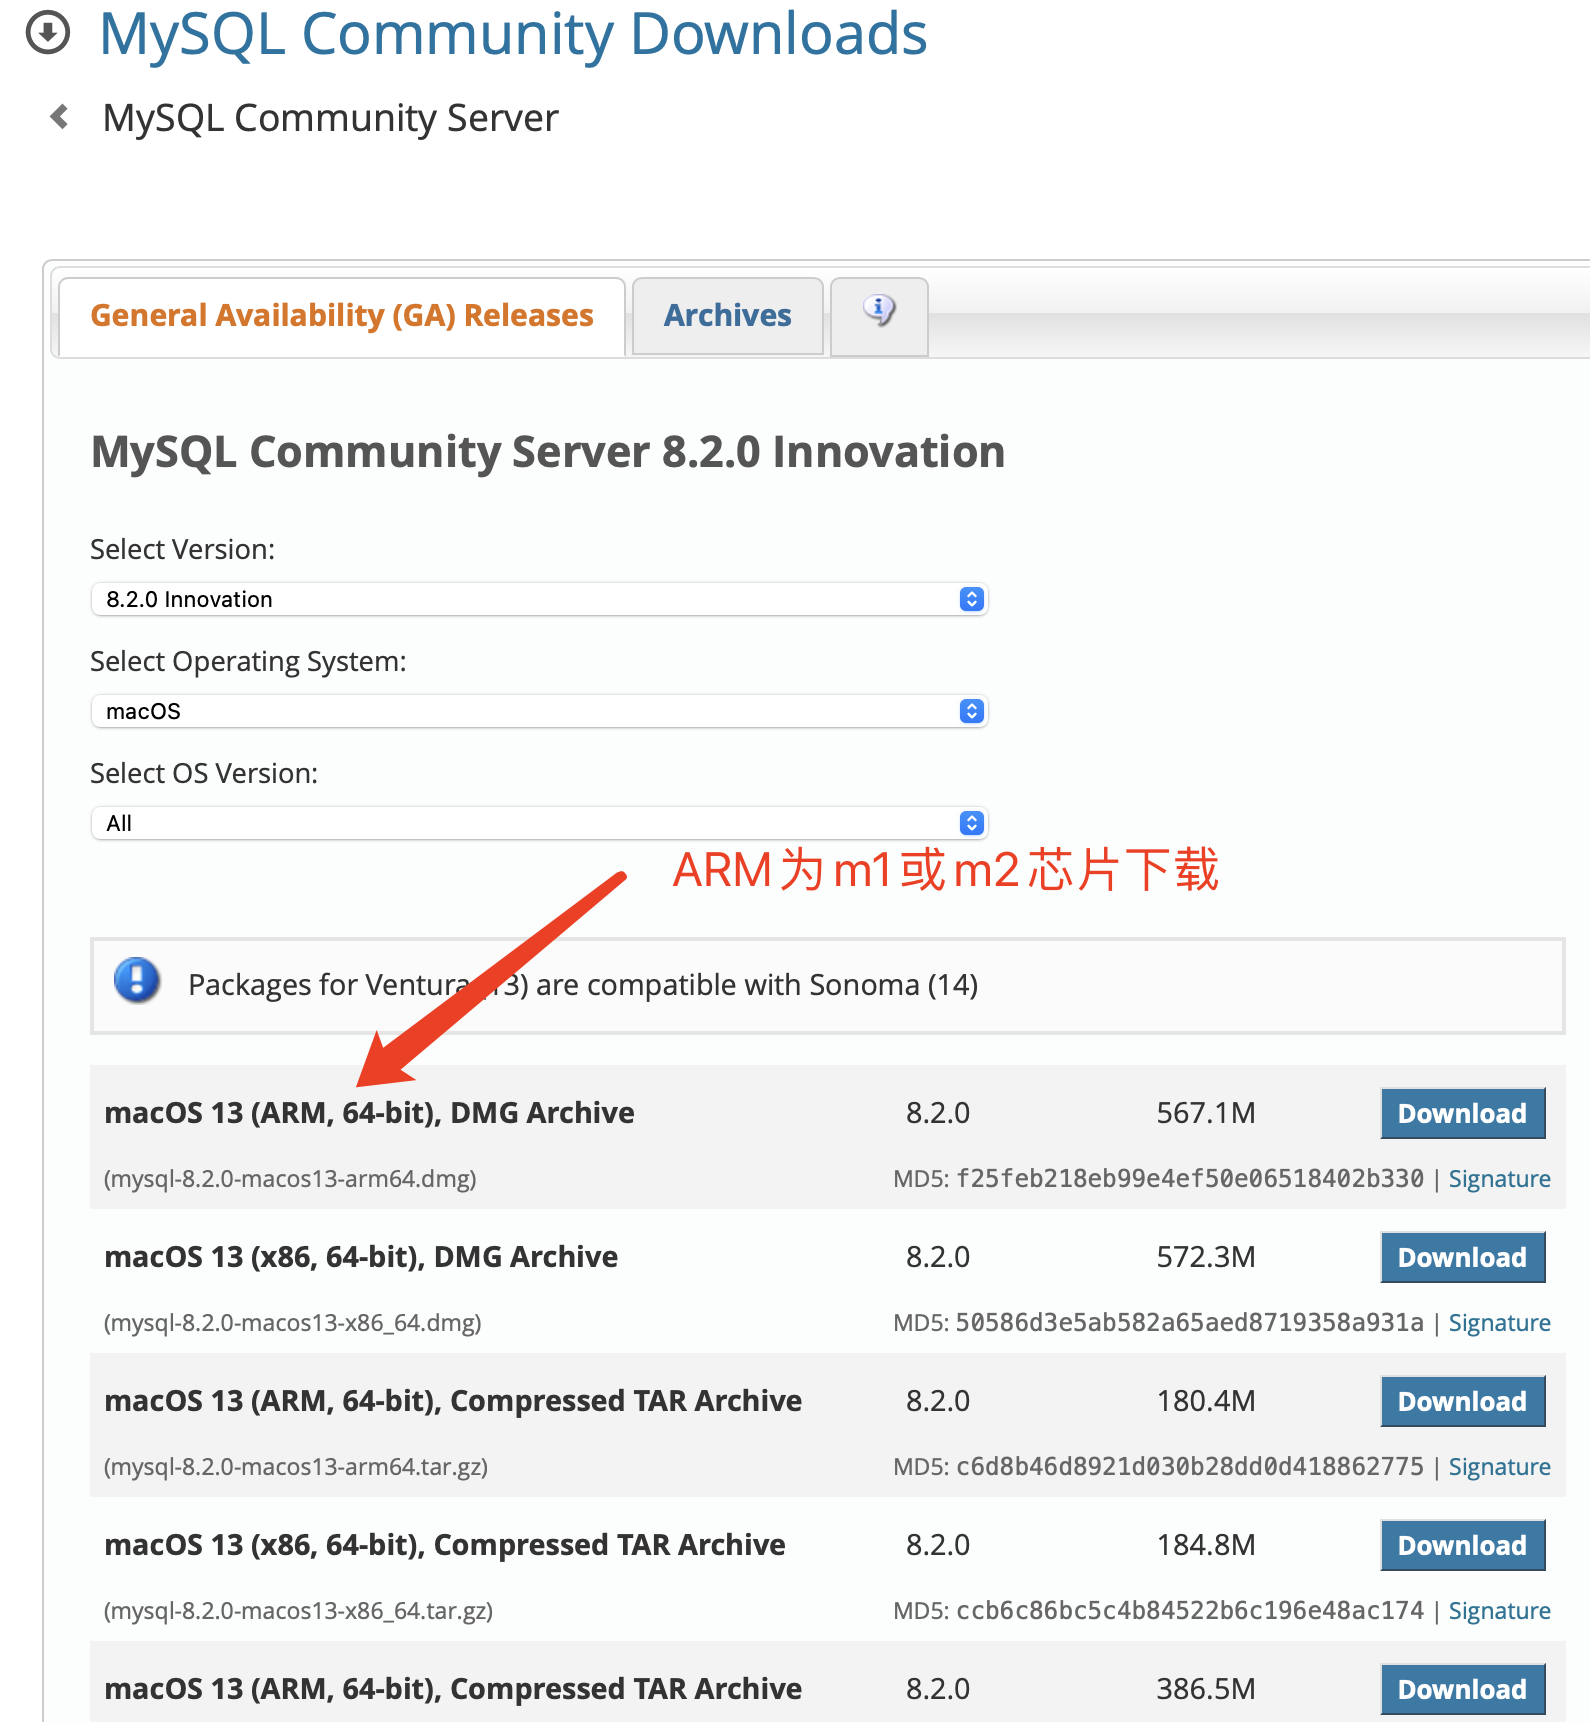 MySQL Community Downloads
MySQL Community Server
General Availability (GA) Releases
Archives
MySQL Community Server 8.2.0 Innovation
Select Version:
8.2.0 Innovation
Select Operating System:
macOS
Select OS Version:
All
ARM为m1或m2芯片下载
Packages for Ventura (13) are compatible with Sonoma (14)
macOS 13 (ARM, 64-bit), DMG Archive 8.2.0 567.1M Download
(mysql-8.2.0-macos13-arm64.dmg) MD5: f25feb218eb99e4ef50e06518402b330 | Signature
macOS 13 (x86, 64-bit), DMG Archive 8.2.0 572.3M Download
(mysql-8.2.0-macos13-x86_64.dmg) MD5: 50586d3e5ab582a65aed8719358a931a | Signature
macOS 13 (ARM, 64-bit), Compressed TAR Archive 8.2.0 180.4M Download
(mysql-8.2.0-macos13-arm64.tar.gz) MD5: c6d8b46d8921d030b28dd0d418862775 | Signature
macOS 13 (x86, 64-bit), Compressed TAR Archive 8.2.0 184.8M Download
(mysql-8.2.0-macos13-x86_64.tar.gz) MD5: ccb6c86bc5c4b84522b6c196e48ac174 | Signature
macOS 13 (ARM, 64-bit), Compressed TAR Archive 8.2.0 386.5M Download